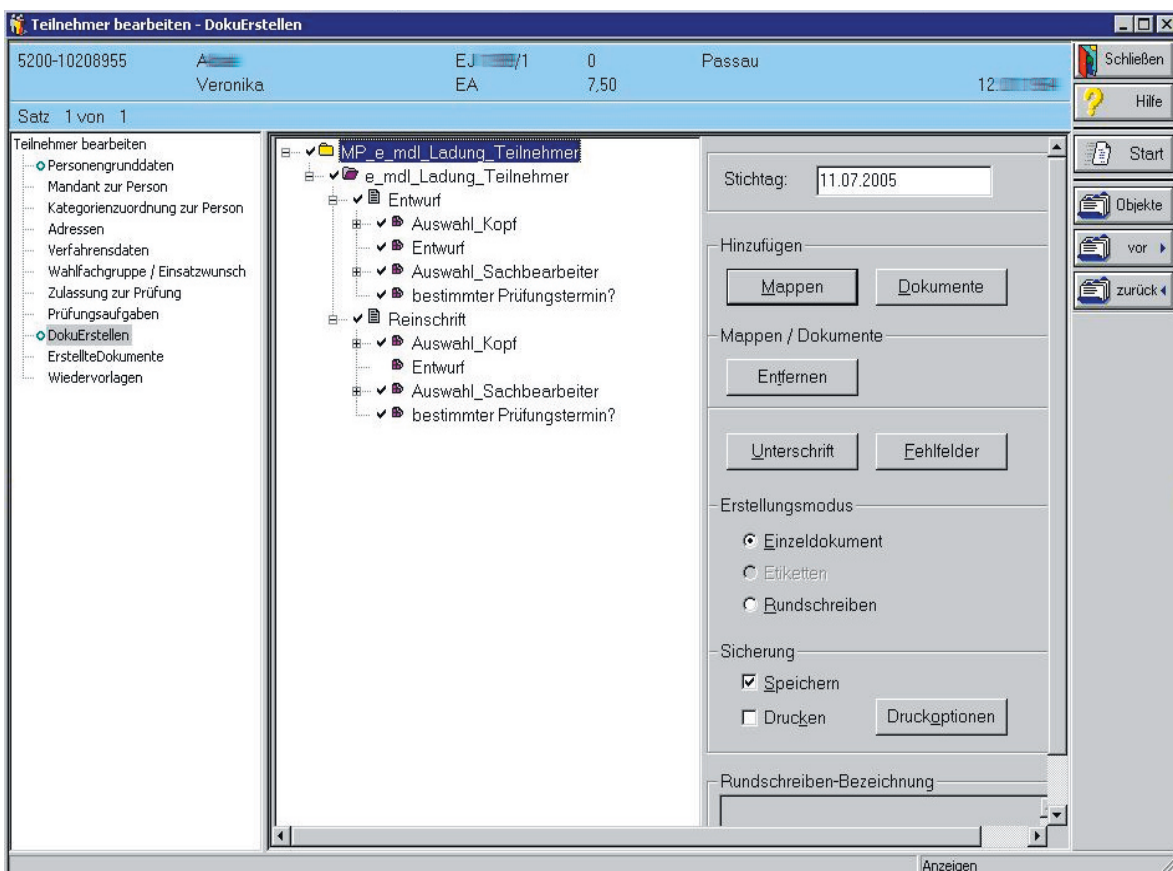 Teilnehmer bearbeiten - DokuErstellen
5200-10208955 EJ /1 0 Passau
Veronika EA 7,50 12.
Satz 1 von 1
Schließen
Hilfe
Start
Objekte
vor
zurück
Teilnehmer bearbeiten
Personengrunddaten
Mandant zur Person
Kategorienzuordnung zur Person
Adressen
Verfahrensdaten
Wahlfachgruppe / Einsatzwunsch
Zulassung zur Prüfung
Prüfungsaufgaben
DokuErstellen
ErstellteDokumente
Wiedervorlagen
MP_e_mdl_Ladung_Teilnehmer
e_mdl_Ladung_Teilnehmer
Entwurf
Auswahl_Kopf
Entwurf
Auswahl_Sachbearbeiter
bestimmter Prüfungstermin?
Reinschrift
Auswahl_Kopf
Entwurf
Auswahl_Sachbearbeiter
bestimmter Prüfungstermin?
Stichtag: 11.07.2005
Hinzufügen
Mappen Dokumente
Mappen / Dokumente
Entfernen
Unterschrift Fehlfelder
Erstellungsmodus
Einzeldokument
Etiketten
Rundschreiben
Sicherung
Speichern
Drucken Druckoptionen
Rundschreiben-Bezeichnung
Anzeigen